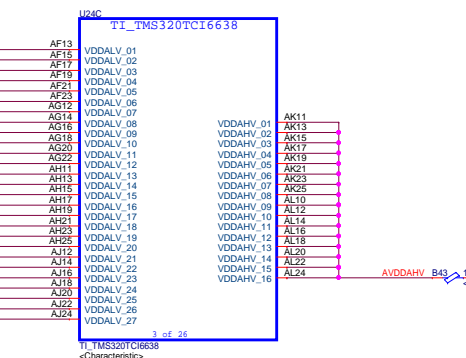 U24C
TI_TMS320TCI6638
AF13 VDDALV_01
AF15 VDDALV_02
AF17 VDDALV_03
AF19 VDDALV_04
AF21 VDDALV_05
AF23 VDDALV_06
AG12 VDDALV_07
AG14 VDDALV_08 VDDAHV_01 AK11
AG16 VDDALV_09 VDDAHV_02 AK13
AG18 VDDALV_10 VDDAHV_03 AK15
AG20 VDDALV_11 VDDAHV_04 AK17
AG22 VDDALV_12 VDDAHV_05 AK19
AH11 VDDALV_13 VDDAHV_06 AK21
AH13 VDDALV_14 VDDAHV_07 AK23
AH15 VDDALV_15 VDDAHV_08 AK25
AH17 VDDALV_16 VDDAHV_09 AL10
AH19 VDDALV_17 VDDAHV_10 AL12
AH21 VDDALV_18 VDDAHV_11 AL14
AH23 VDDALV_19 VDDAHV_12 AL16
AH25 VDDALV_20 VDDAHV_13 AL18
AJ12 VDDALV_21 VDDAHV_14 AL20
AJ14 VDDALV_22 VDDAHV_15 AL22
AJ16 VDDALV_23 VDDAHV_16 AL24 AVDDAHV B43 1
AJ18 VDDALV_24
AJ20 VDDALV_25
AJ22 VDDALV_26
AJ24 VDDALV_27
3 of 26
TI_TMS320TCI6638
<Characteristic>